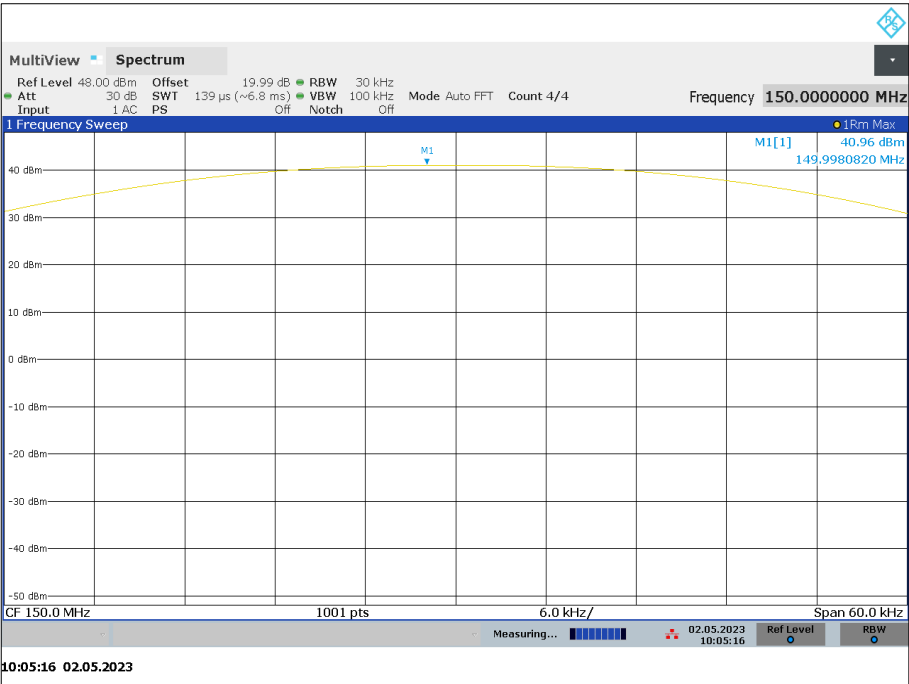 R S
MultiView Spectrum
Ref Level 48.00 dBm Offset 19.99 dB RBW 30 kHz
Att 30 dB SWT 139 µs (~6.8 ms) VBW 100 kHz Mode Auto FFT Count 4/4 Frequency 150.0000000 MHz
Input 1 AC PS Off Notch Off
1 Frequency Sweep 1Rm Max
M1[1] 40.96 dBm
149.9980820 MHz
M1
40 dBm
30 dBm
20 dBm
10 dBm
0 dBm
-10 dBm
-20 dBm
-30 dBm
-40 dBm
-50 dBm
CF 150.0 MHz 1001 pts 6.0 kHz/ Span 60.0 kHz
Measuring... 02.05.2023 Ref Level RBW
10:05:16
10:05:16 02.05.2023